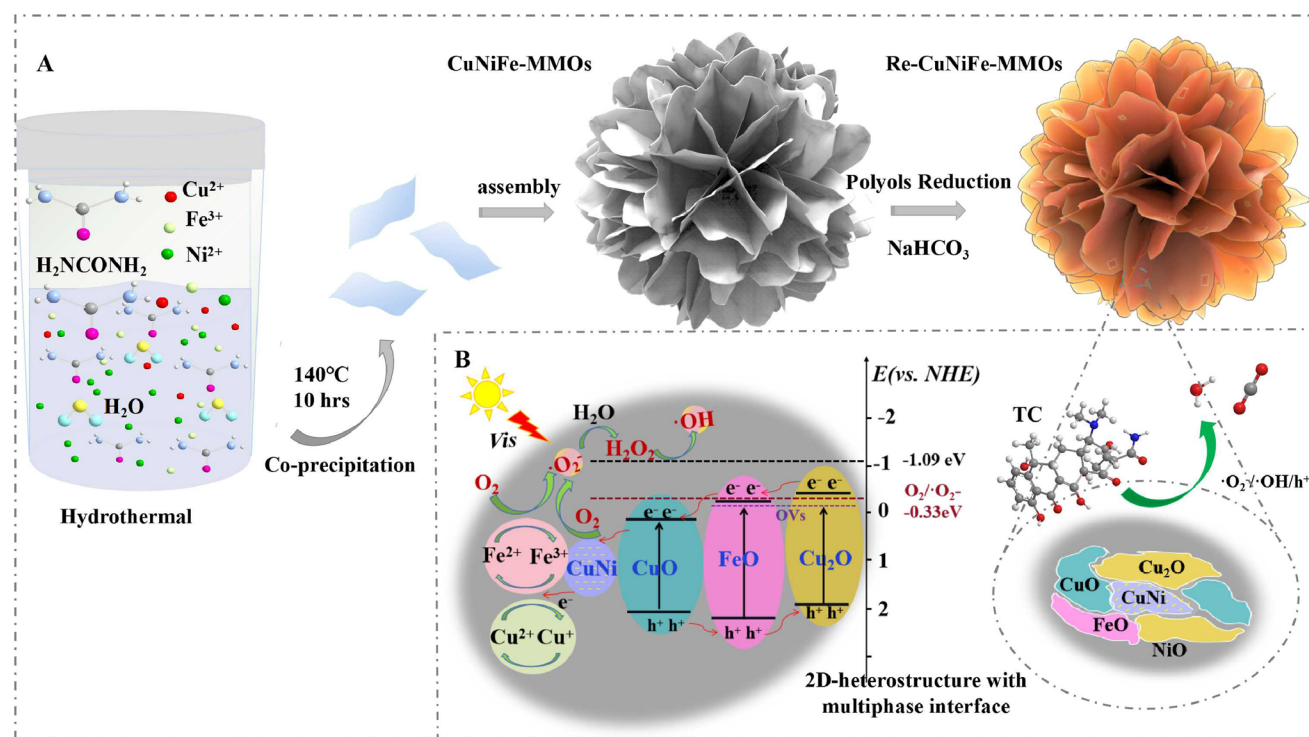 A
CuNiFe-MMOs
Re-CuNiFe-MMOs
Cu²⁺
Fe³⁺
Ni²⁺
H₂NCONH₂
H₂O
Hydrothermal
140°C
10 hrs
Co-precipitation
assembly
Polyols Reduction
NaHCO₃
B
Vis
O₂
·O₂⁻
H₂O
H₂O₂
·OH
O₂
Fe²⁺ Fe³⁺
Cu²⁺ Cu⁺
e⁻
CuNi
e⁻ e⁻
CuO
h⁺ h⁺
e⁻ e⁻
OVs
FeO
h⁺ h⁺
e⁻ e⁻
Cu₂O
h⁺ h⁺
E(vs. NHE)
-2
-1
0
1
2
-1.09 eV
O₂/·O₂-
-0.33eV
2D-heterostructure with
multiphase interface
TC
·O₂⁻/·OH/h⁺
CuO
Cu₂O
CuNi
FeO
NiO